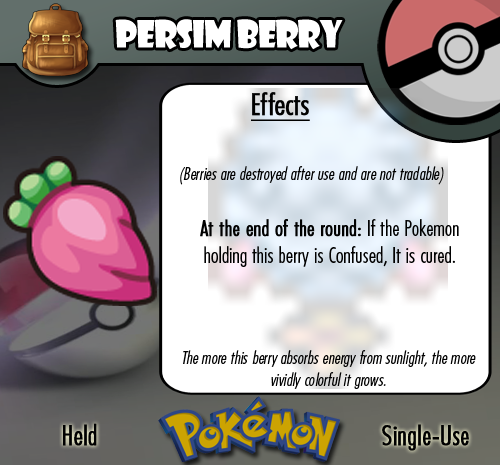 PERSIM BERRY
Effects
(Berries are destroyed after use and are not tradable)
At the end of the round: If the Pokemon
holding this berry is Confused, It is cured.
The more this berry absorbs energy from sunlight, the more
vividly colorful it grows.
Held
POKéMON
Single-Use